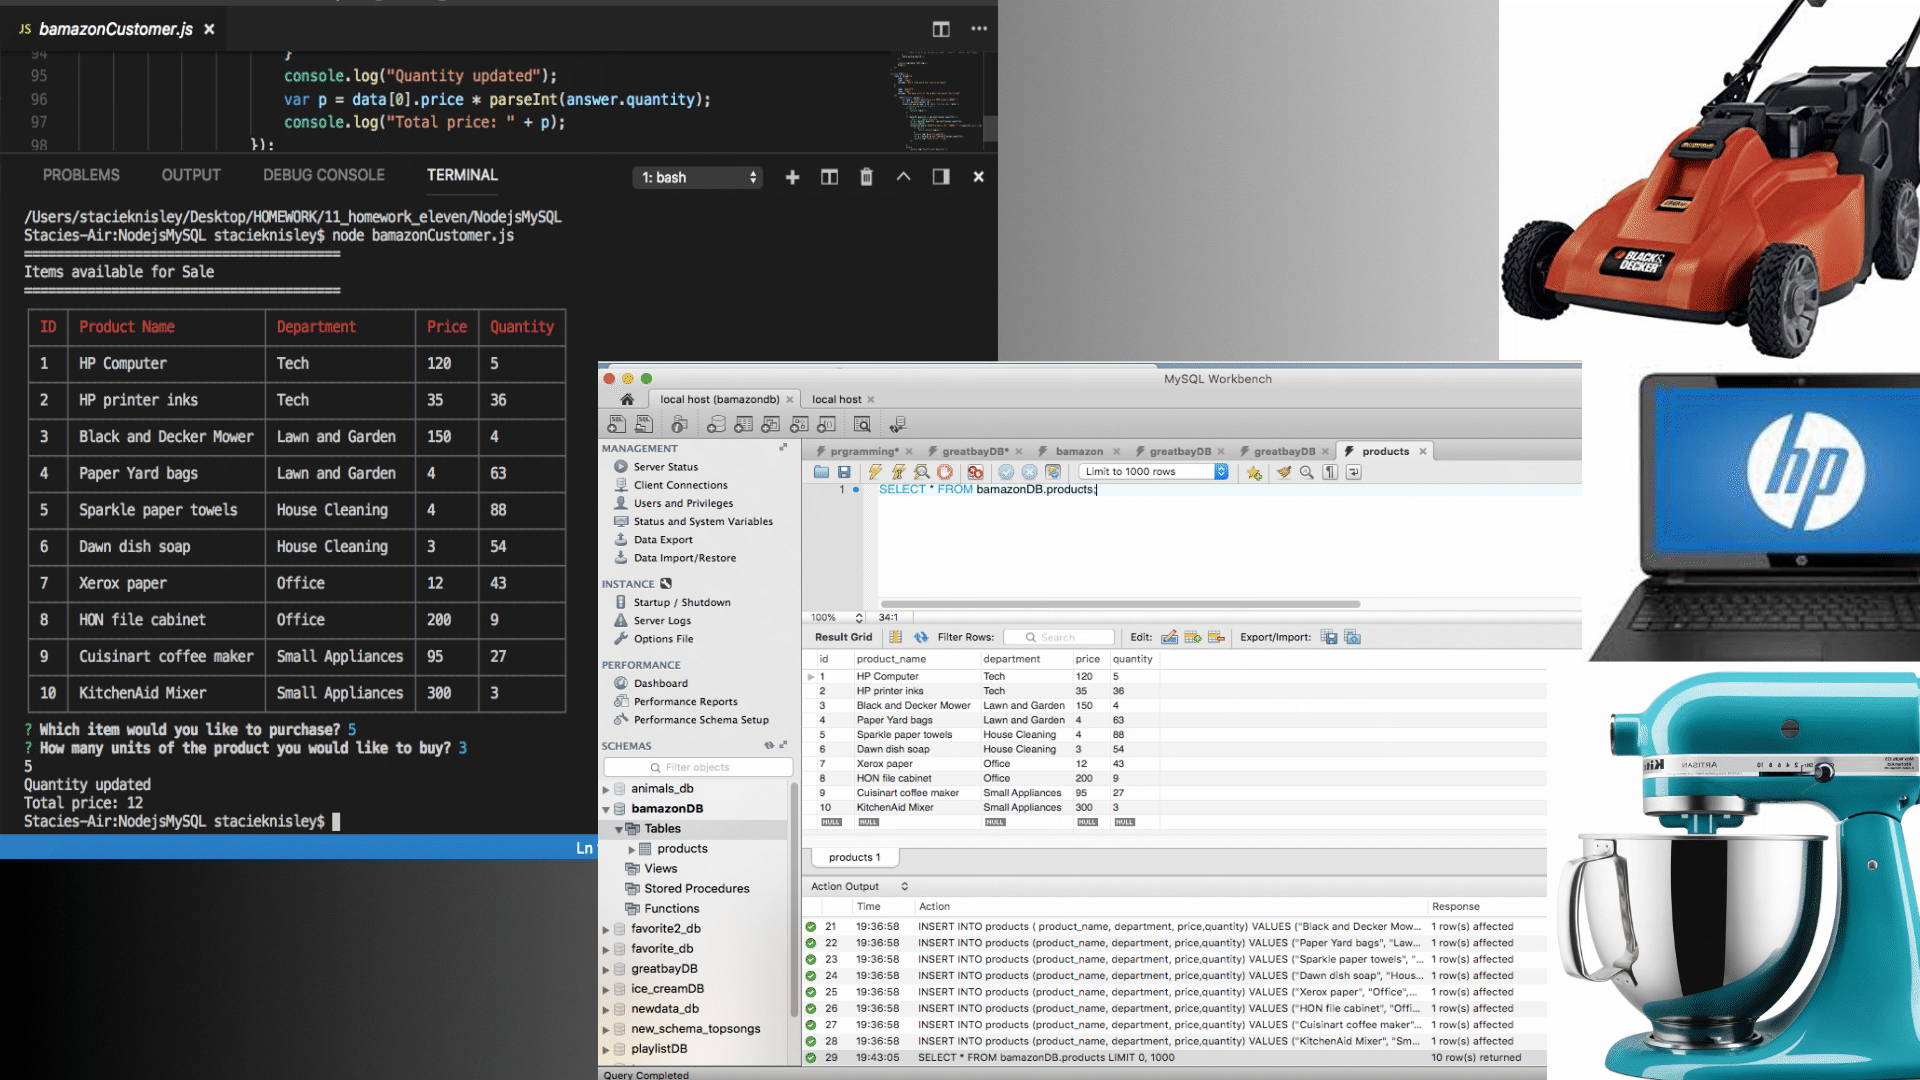 JS bamazonCustomer.js ×
94 }
95 console.log("Quantity updated");
96 var p = data[0].price * parseInt(answer.quantity);
97 console.log("Total price: " + p);
98 });
PROBLEMS OUTPUT DEBUG CONSOLE TERMINAL 1: bash
/Users/stacieknisley/Desktop/HOMEWORK/11_homework_eleven/NodejsMySQL
Stacies-Air:NodejsMySQL stacieknisley$ node bamazonCustomer.js
Items available for Sale
ID Product Name Department Price Quantity
1 HP Computer Tech 120 5
2 HP printer inks Tech 35 36
3 Black and Decker Mower Lawn and Garden 150 4
4 Paper Yard bags Lawn and Garden 4 63
5 Sparkle paper towels House Cleaning 4 88
6 Dawn dish soap House Cleaning 3 54
7 Xerox paper Office 12 43
8 HON file cabinet Office 200 9
9 Cuisinart coffee maker Small Appliances 95 27
10 KitchenAid Mixer Small Appliances 300 3
? Which item would you like to purchase? 5
? How many units of the product you would like to buy? 3
5
Quantity updated
Total price: 12
Stacies-Air:NodejsMySQL stacieknisley$
Ln
MySQL Workbench
local host (bamazondb) local host
MANAGEMENT
Server Status
Client Connections
Users and Privileges
Status and System Variables
Data Export
Data Import/Restore
INSTANCE
Startup / Shutdown
Server Logs
Options File
PERFORMANCE
Dashboard
Performance Reports
Performance Schema Setup
SCHEMAS
Filter objects
animals_db
bamazonDB
Tables
products
Views
Stored Procedures
Functions
favorite2_db
favorite_db
greatbayDB
ice_creamDB
newdata_db
new_schema_topsongs
playlistDB
Query Completed
prgramming* greatbayDB* bamazon greatbayDB greatbayDB products
Limit to 1000 rows
1 SELECT * FROM bamazonDB.products;
100% 34:1
Result Grid Filter Rows: Search Edit: Export/Import:
id product_name department price quantity
1 HP Computer Tech 120 5
2 HP printer inks Tech 35 36
3 Black and Decker Mower Lawn and Garden 150 4
4 Paper Yard bags Lawn and Garden 4 63
5 Sparkle paper towels House Cleaning 4 88
6 Dawn dish soap House Cleaning 3 54
7 Xerox paper Office 12 43
8 HON file cabinet Office 200 9
9 Cuisinart coffee maker Small Appliances 95 27
10 KitchenAid Mixer Small Appliances 300 3
NULL NULL NULL NULL NULL
products 1
Action Output
Time Action Response
21 19:36:58 INSERT INTO products ( product_name, department, price,quantity) VALUES ("Black and Decker Mow... 1 row(s) affected
22 19:36:58 INSERT INTO products (product_name, department, price,quantity) VALUES ("Paper Yard bags", "Law... 1 row(s) affected
23 19:36:58 INSERT INTO products (product_name, department, price,quantity) VALUES ("Sparkle paper towels", "... 1 row(s) affected
24 19:36:58 INSERT INTO products (product_name, department, price,quantity) VALUES ("Dawn dish soap", "Hous... 1 row(s) affected
25 19:36:58 INSERT INTO products (product_name, department, price,quantity) VALUES ("Xerox paper", "Office",... 1 row(s) affected
26 19:36:58 INSERT INTO products (product_name, department, price,quantity) VALUES ("HON file cabinet", "Offi... 1 row(s) affected
27 19:36:58 INSERT INTO products (product_name, department, price,quantity) VALUES ("Cuisinart coffee maker"... 1 row(s) affected
28 19:36:58 INSERT INTO products (product_name, department, price,quantity) VALUES ("KitchenAid Mixer", "Sm... 1 row(s) affected
29 19:43:05 SELECT * FROM bamazonDB.products LIMIT 0, 1000 10 row(s) returned
BLACK&
DECKER
hp
ARTISAN